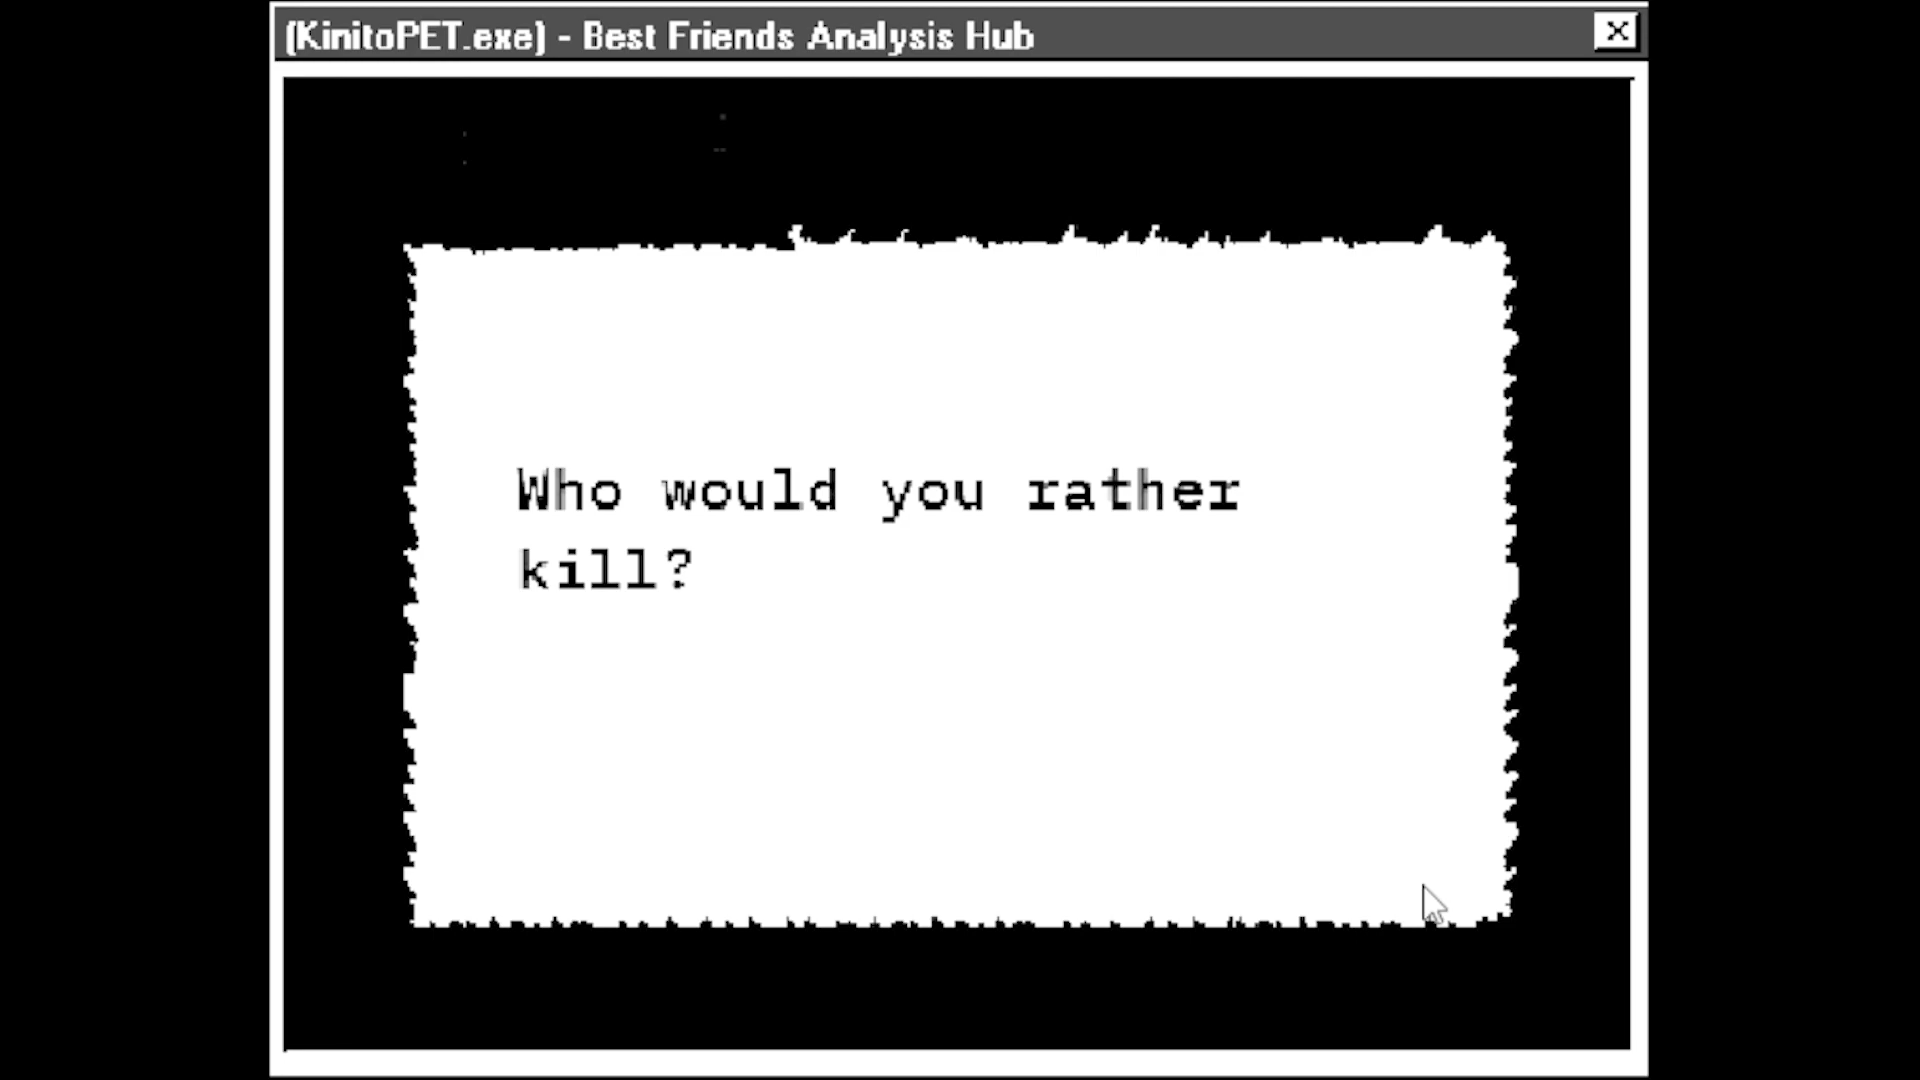 (KinitoPET.exe) - Best Friends Analysis Hub
Who would you rather
kill?